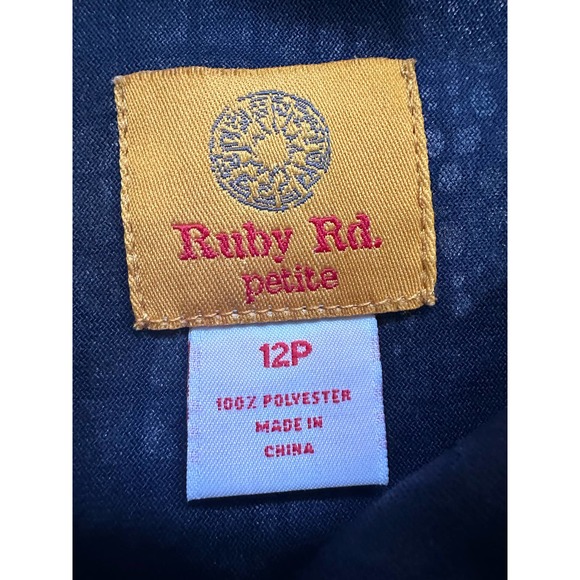 Ruby Rd.
petite
12P
100% POLYESTER
MADE IN
CHINA